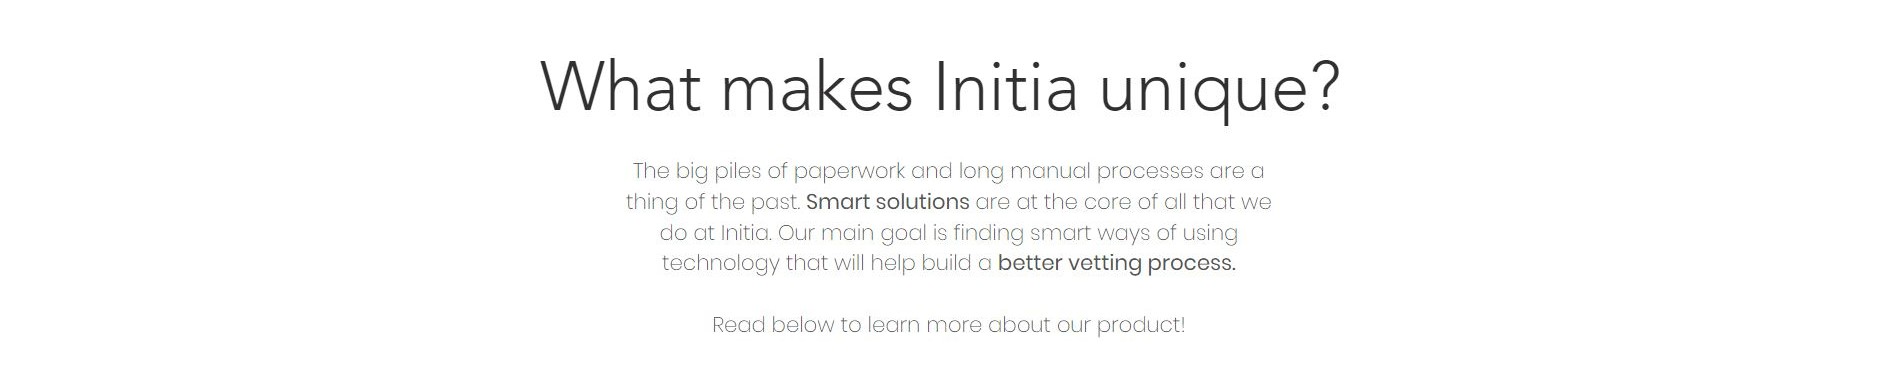 What makes Initia unique?
The big piles of paperwork and long manual processes are a
thing of the past. Smart solutions are at the core of all that we
do at Initia. Our main goal is finding smart ways of using
technology that will help build a better vetting process.
Read below to learn more about our product!